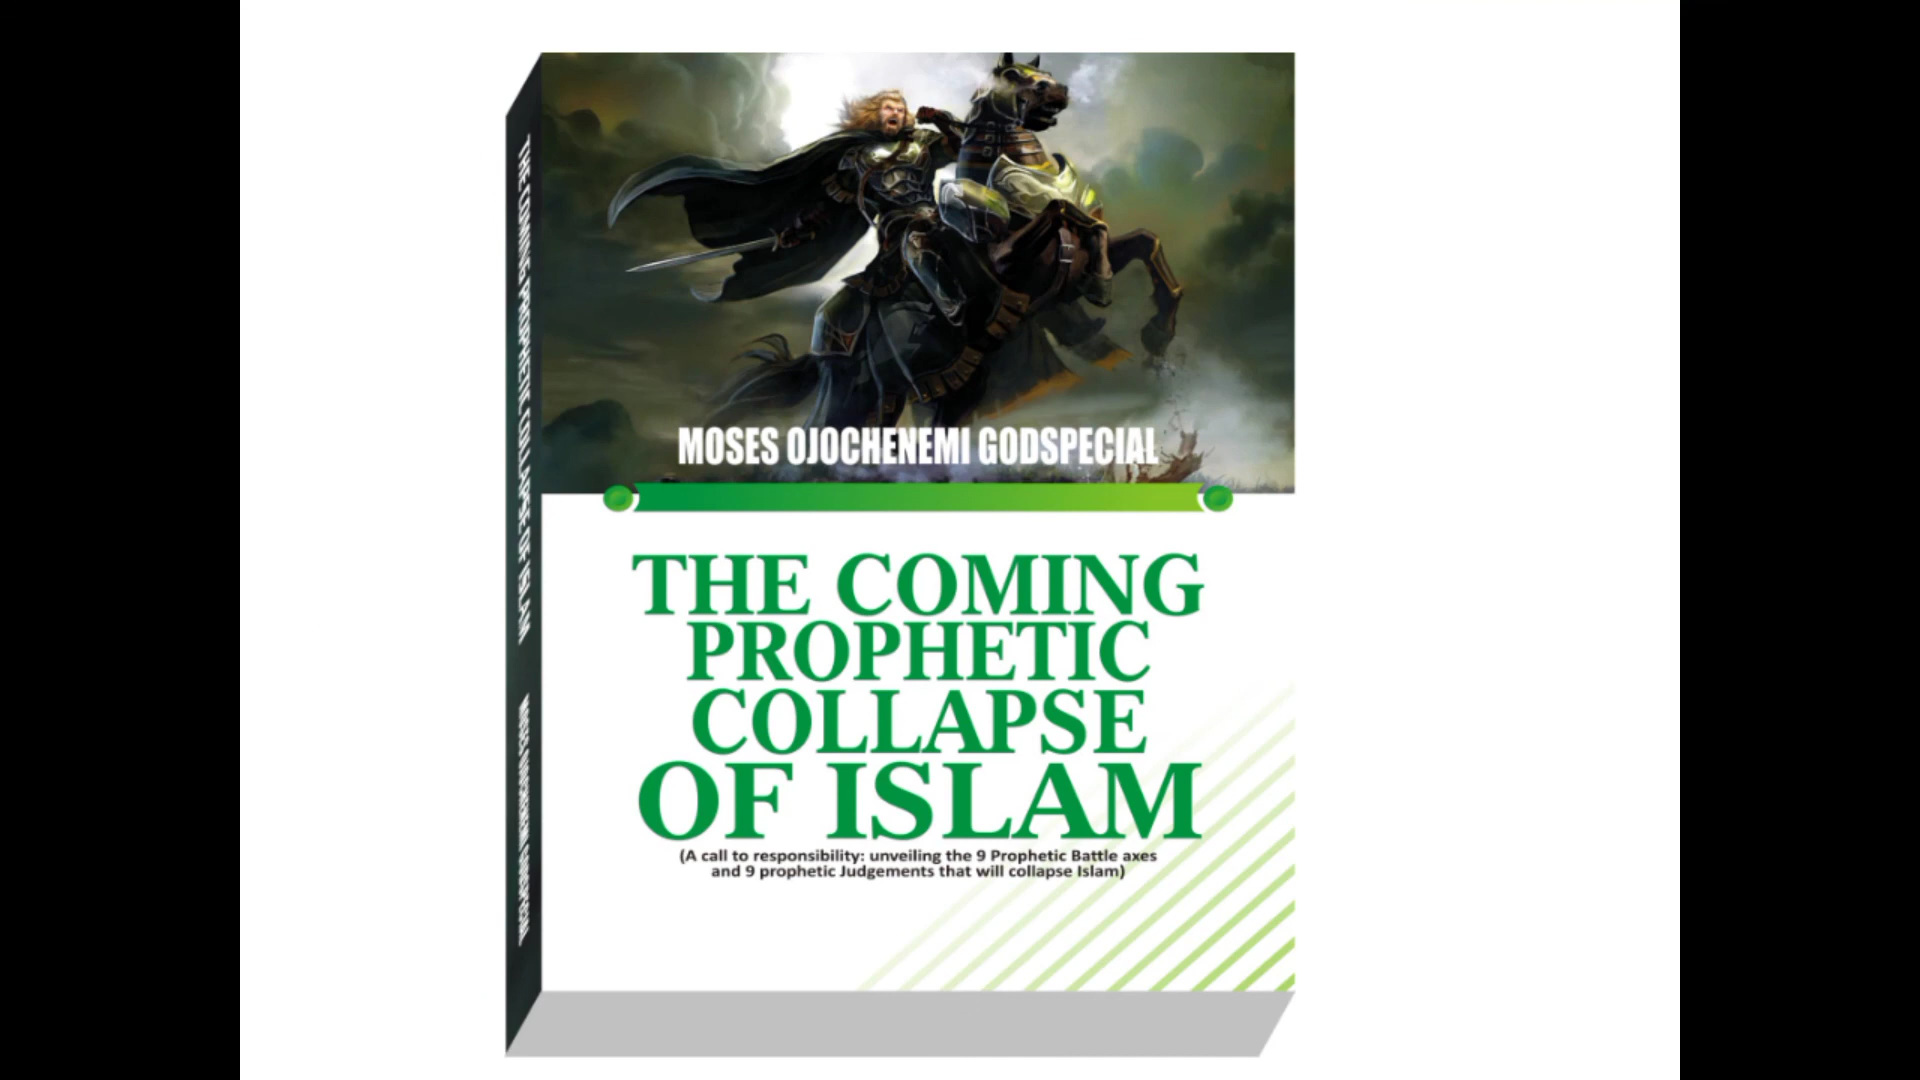 MOSES OJOCHENEMI GODSPECIAL
THE COMING
PROPHETIC
COLLAPSE
OF ISLAM
(A call to responsibility: unveiling the 9 Prophetic Battle axes
and 9 prophetic Judgements that will collapse Islam)
THE COMING PROPHETIC COLLAPSE OF ISLAM